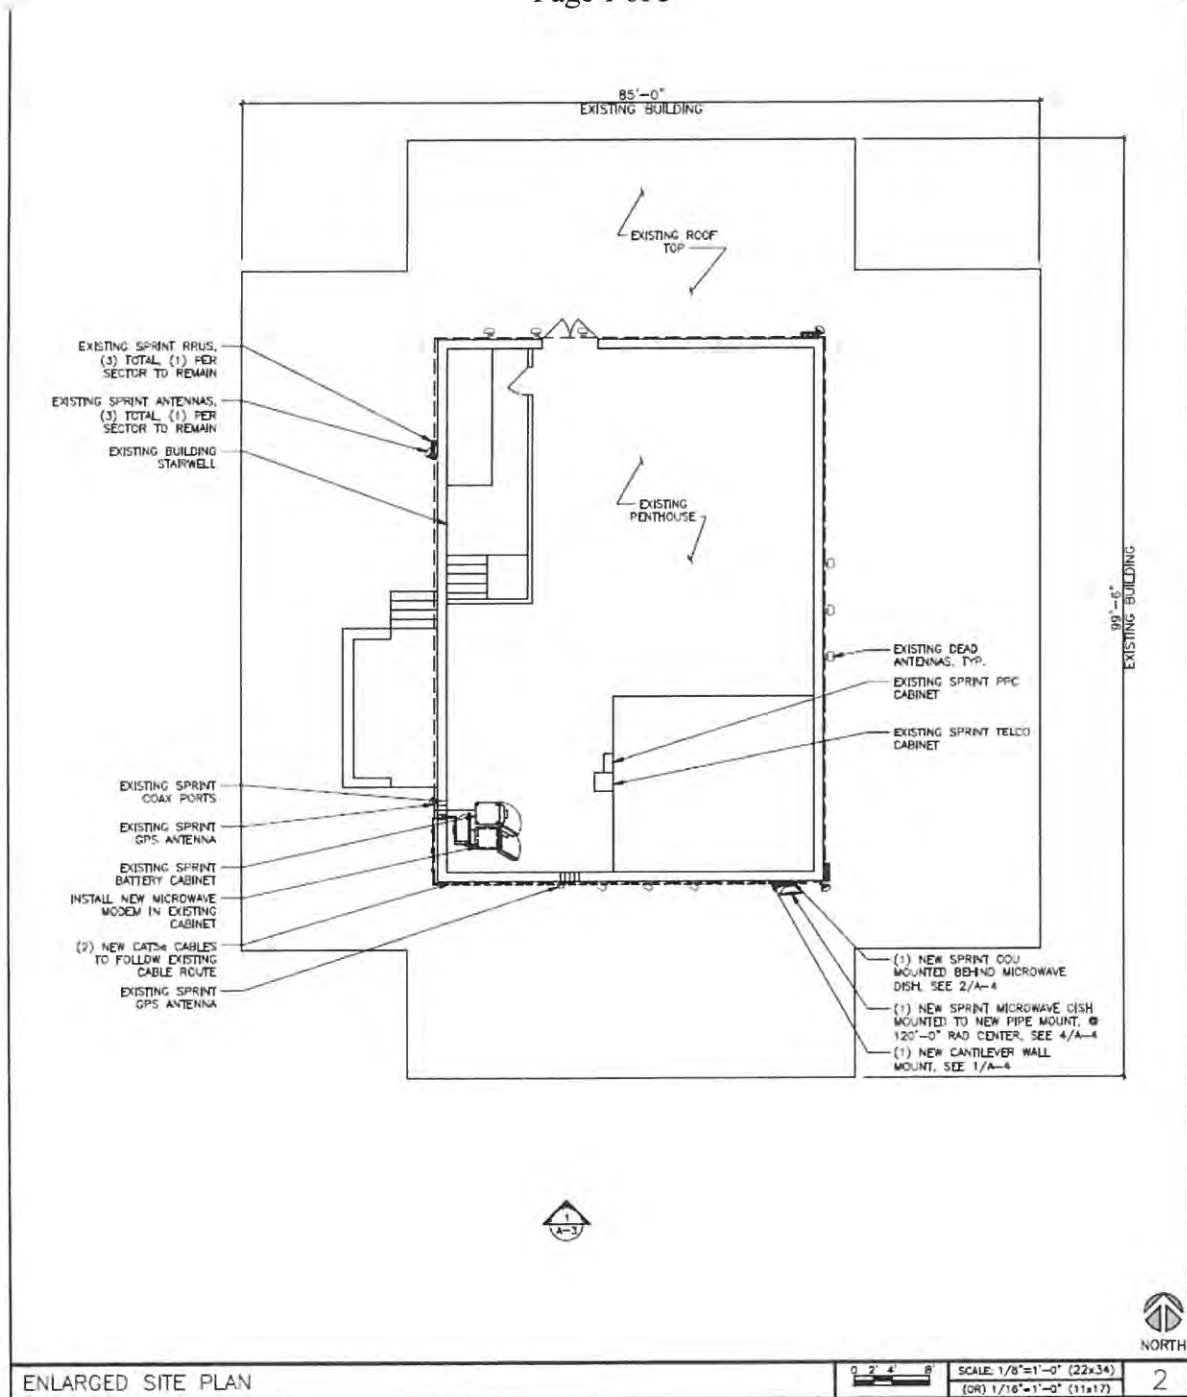 85'-0"
EXISTING BUILDING
EXISTING ROOF
TOP
EXISTING SPRINT RRUS,
(3) TOTAL, (1) PER
SECTOR TO REMAIN
EXISTING SPRINT ANTENNAS,
(3) TOTAL, (1) PER
SECTOR TO REMAIN
EXISTING BUILDING
STAIRWELL
EXISTING
PENTHOUSE
99'-6"
EXISTING BUILDING
EXISTING DEAD
ANTENNAS, TYP.
EXISTING SPRINT PPC
CABINET
EXISTING SPRINT TELCO
CABINET
EXISTING SPRINT
COAX PORTS
EXISTING SPRINT
GPS ANTENNA
EXISTING SPRINT
BATTERY CABINET
INSTALL NEW MICROWAVE
MODEM IN EXISTING
CABINET
(2) NEW CAT5e CABLES
TO FOLLOW EXISTING
CABLE ROUTE
EXISTING SPRINT
GPS ANTENNA
(1) NEW SPRINT ODU
MOUNTED BEHIND MICROWAVE
DISH, SEE 2/A-4
(1) NEW SPRINT MICROWAVE DISH
MOUNTED TO NEW PIPE MOUNT, @
120'-0" RAD CENTER, SEE 4/A-4
(1) NEW CANTILEVER WALL
MOUNT, SEE 1/A-4
1
A-3
NORTH
ENLARGED SITE PLAN
0 2' 4' 8'
SCALE: 1/8"=1'-0" (22x34)
(OR) 1/16"=1'-0" (11x17)
2